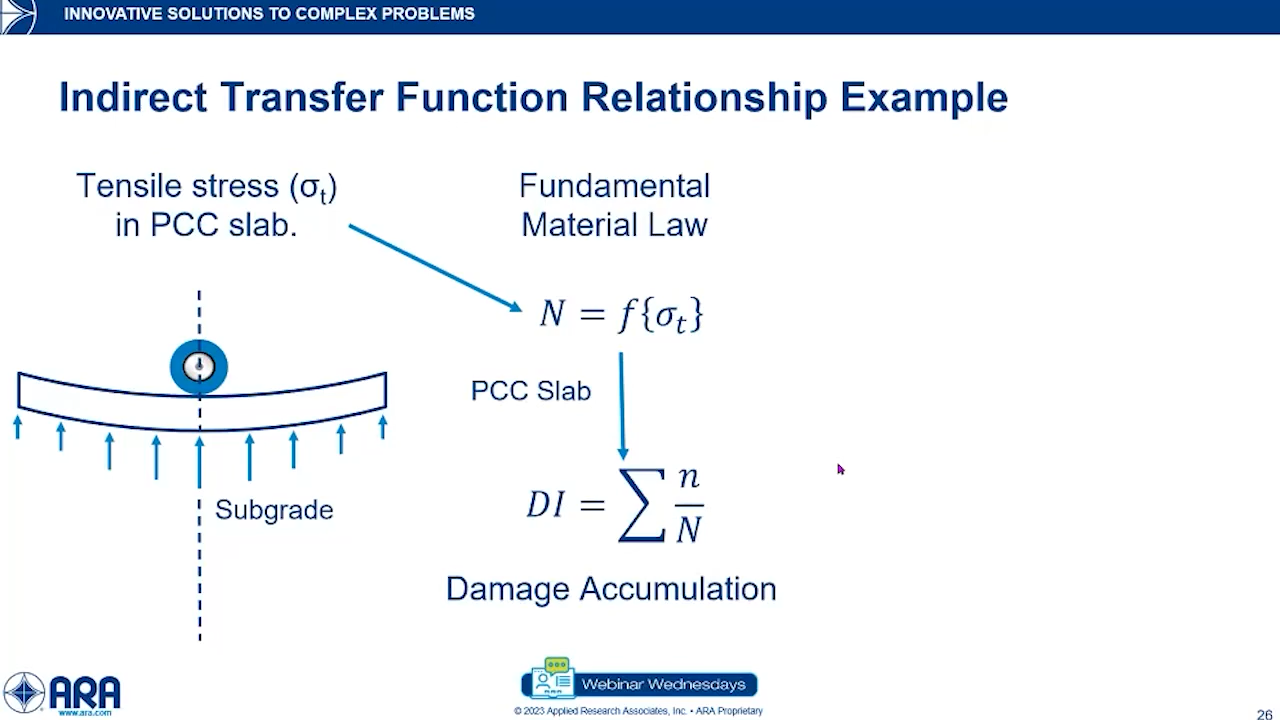 INNOVATIVE SOLUTIONS TO COMPLEX PROBLEMS
Indirect Transfer Function Relationship Example
Tensile stress (σt)
in PCC slab.
Fundamental
Material Law
N = f{σt}
PCC Slab
DI = ∑ n/N
Subgrade
Damage Accumulation
ARA
www.ara.com
Webinar Wednesdays
© 2023 Applied Research Associates, Inc. • ARA Proprietary
26